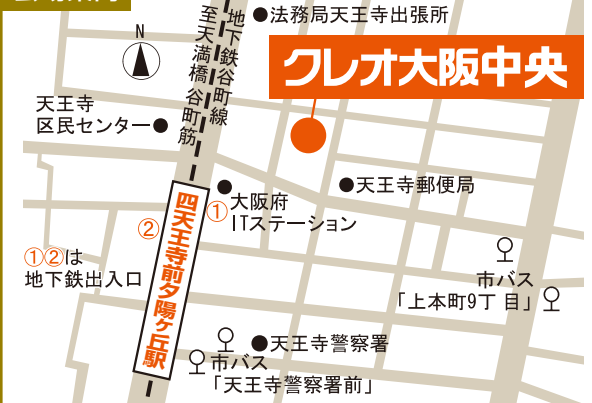 法務局天王寺出張所
地下鉄谷町線
至天満橋 谷町筋
N
クレオ大阪中央
天王寺
区民センター
天王寺郵便局
大阪府
ITステーション
①
②
四天王寺前夕陽ヶ丘駅
①②は
地下鉄出入口
市バス
「上本町9丁目」
天王寺警察署
市バス
「天王寺警察署前」